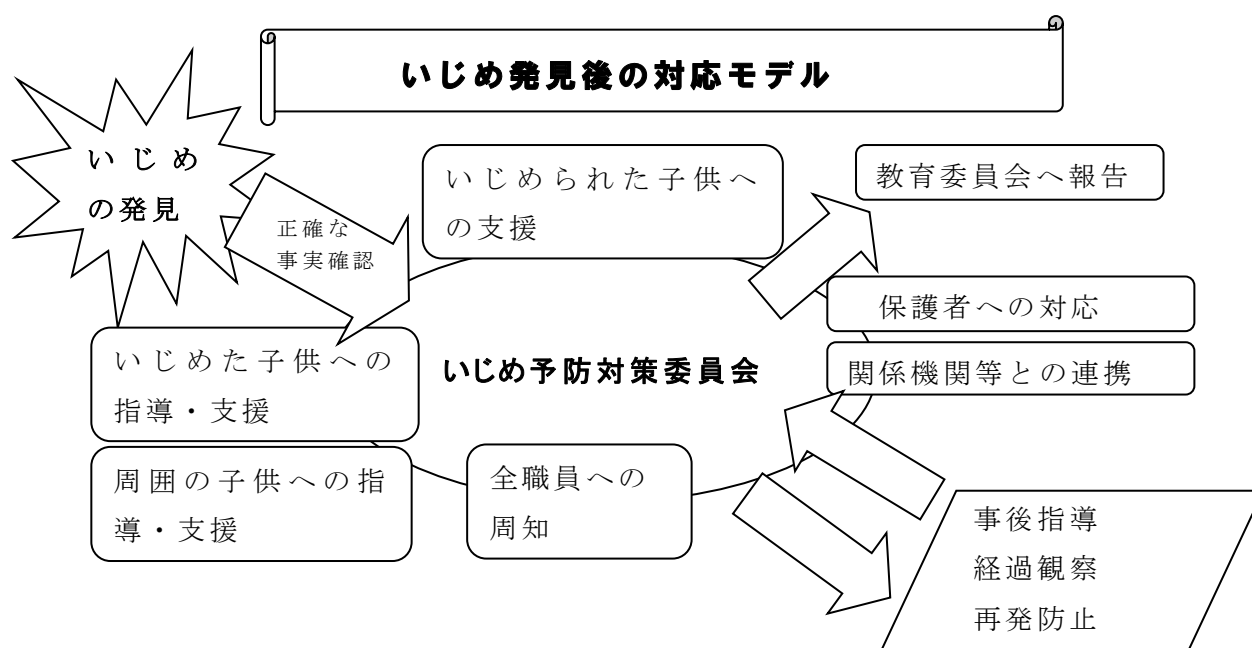 いじめ発見後の対応モデル
いじめ
の発見
正確な
事実確認
いじめられた子供へ
の支援
教育委員会へ報告
保護者への対応
関係機関等との連携
いじめ予防対策委員会
いじめた子供への
指導・支援
周囲の子供への指
導・支援
全職員への
周知
事後指導
経過観察
再発防止